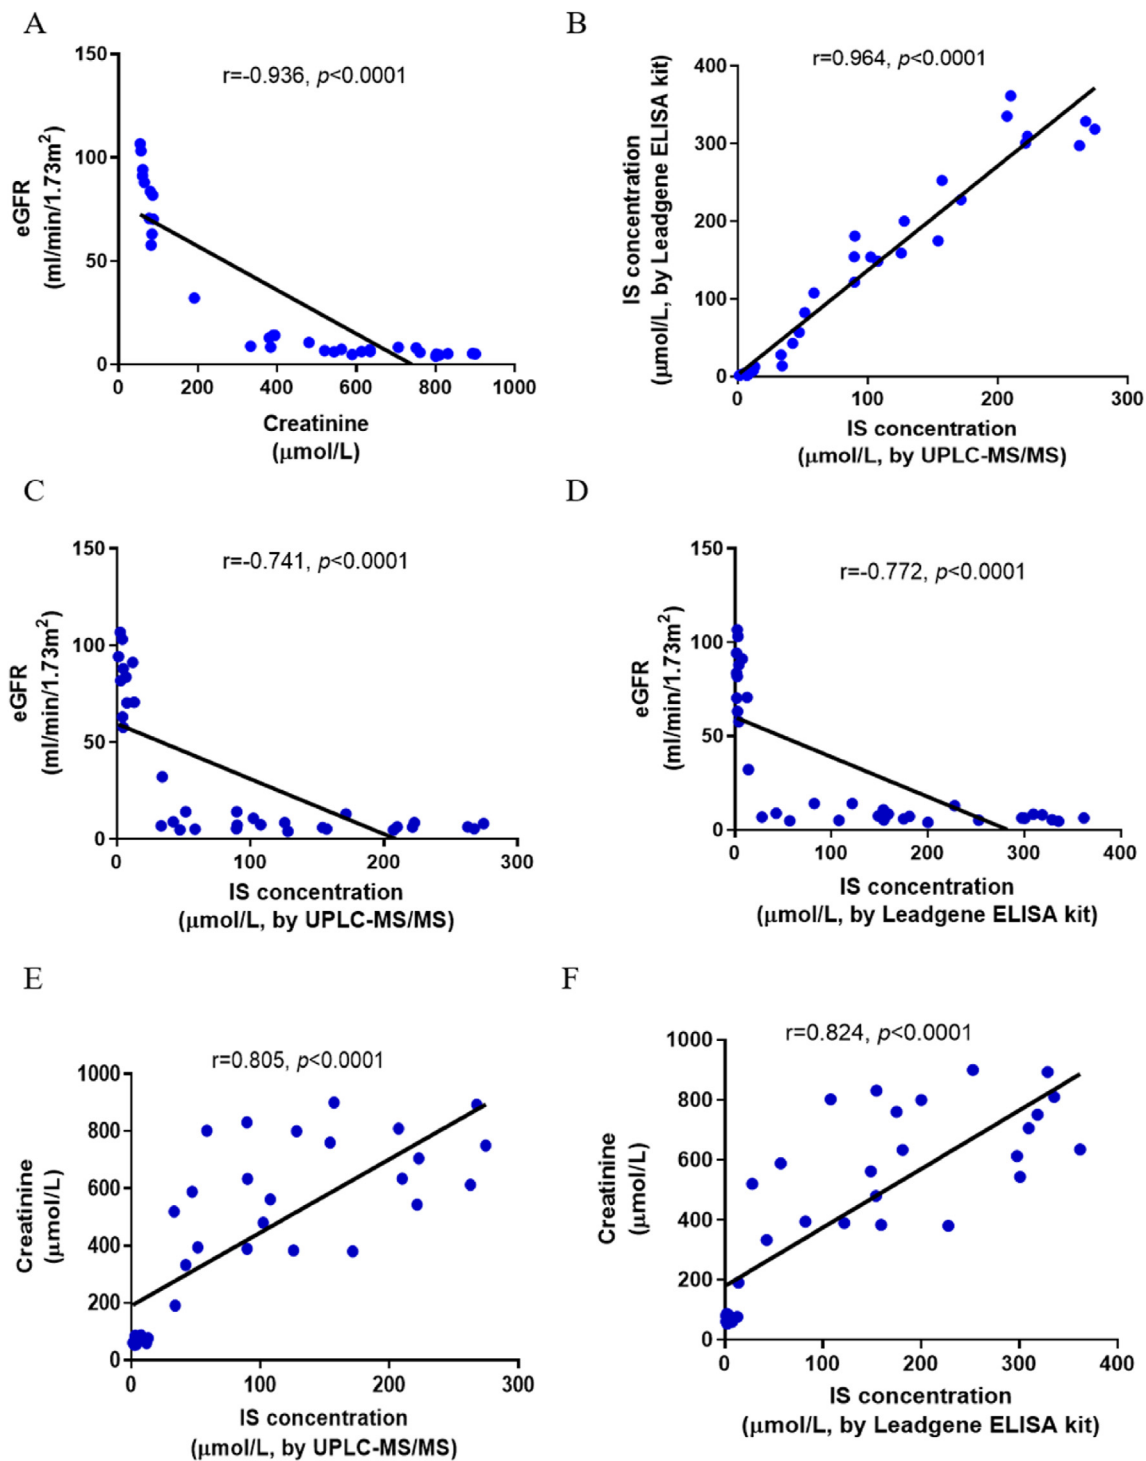 A
r=-0.936, p<0.0001
150
100
50
0
eGFR
(ml/min/1.73m²)
0 200 400 600 800 1000
Creatinine
(μmol/L)
B
r=0.964, p<0.0001
400
300
200
100
0
IS concentration
(μmol/L, by Leadgene ELISA kit)
0 100 200 300
IS concentration
(μmol/L, by UPLC-MS/MS)
C
r=-0.741, p<0.0001
150
100
50
0
eGFR
(ml/min/1.73m²)
0 100 200 300
IS concentration
(μmol/L, by UPLC-MS/MS)
D
r=-0.772, p<0.0001
150
100
50
0
eGFR
(ml/min/1.73m²)
0 100 200 300 400
IS concentration
(μmol/L, by Leadgene ELISA kit)
E
r=0.805, p<0.0001
1000
800
600
400
200
0
Creatinine
(μmol/L)
0 100 200 300
IS concentration
(μmol/L, by UPLC-MS/MS)
F
r=0.824, p<0.0001
1000
800
600
400
200
0
Creatinine
(μmol/L)
0 100 200 300 400
IS concentration
(μmol/L, by Leadgene ELISA kit)